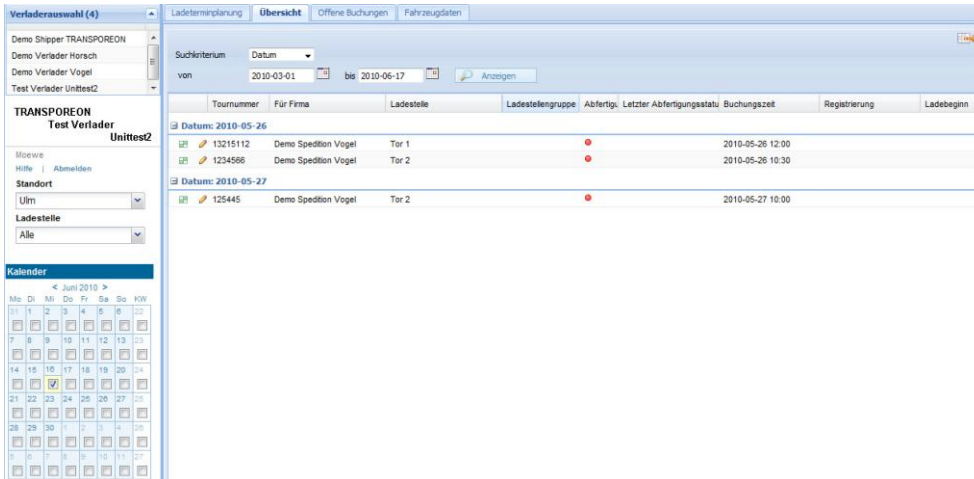 Verladerauswahl (4)
Demo Shipper TRANSPOREON
Demo Verlader Horsch
Demo Verlader Vogel
Test Verlader Unittest2
TRANSPOREON
Test Verlader
Unittest2
Moewe
Hilfe | Abmelden
Standort
Ulm
Ladestelle
Alle
Kalender
< Juni 2010 >
Mo Di Mi Do Fr Sa So KW
31 1 2 3 4 5 6 22
7 8 9 10 11 12 13 23
14 15 16 17 18 19 20 24
21 22 23 24 25 26 27 25
28 29 30 1 2 3 4 26
5 6 7 8 9 10 11 27
Ladeterminplanung Übersicht Offene Buchungen Fahrzeugdaten
Suchkriterium Datum
von 2010-03-01 bis 2010-06-17 Anzeigen
Tournummer Für Firma Ladestelle Ladestellengruppe Abfertigu Letzter Abfertigungsstatu Buchungszeit Registrierung Ladebeginn
Datum: 2010-05-26
13215112 Demo Spedition Vogel Tor 1 2010-05-26 12:00
1234566 Demo Spedition Vogel Tor 2 2010-05-26 10:30
Datum: 2010-05-27
125445 Demo Spedition Vogel Tor 2 2010-05-27 10:00